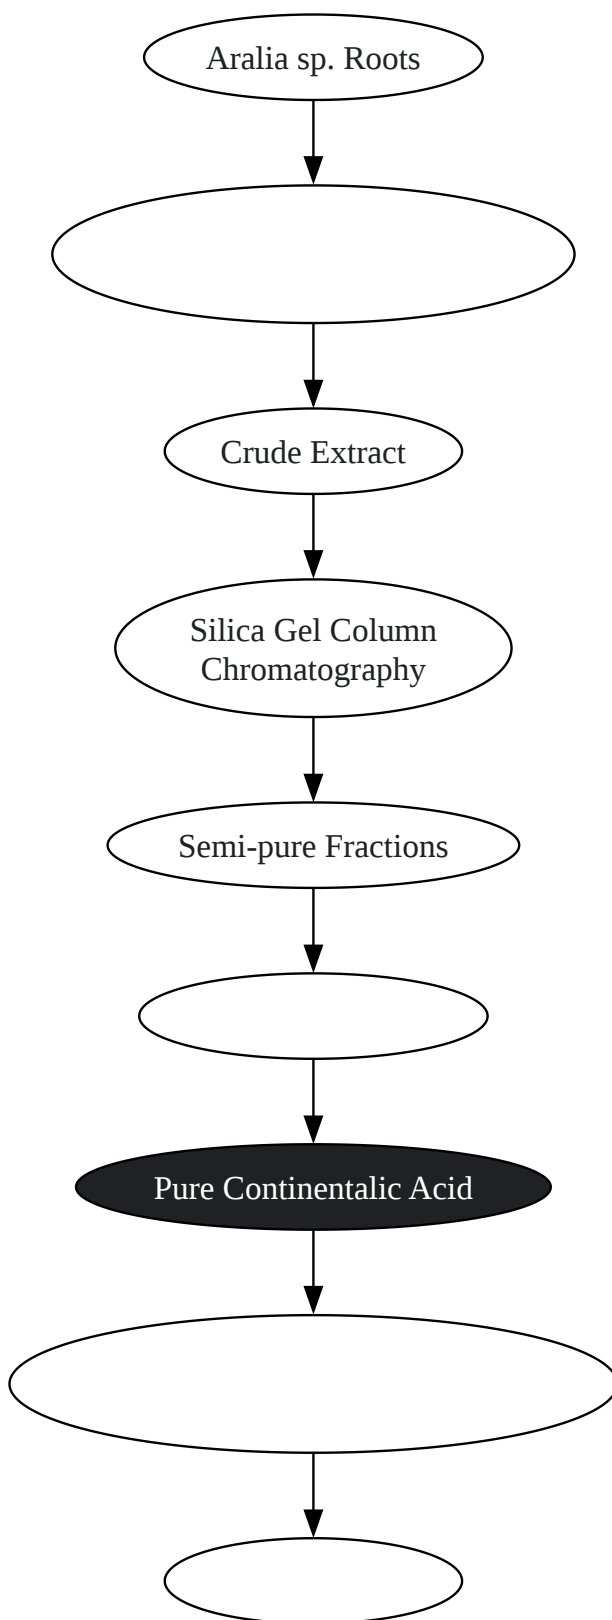 Aralia sp. Roots
Crude Extract
Silica Gel Column
Chromatography
Semi-pure Fractions
Pure Continentalic Acid